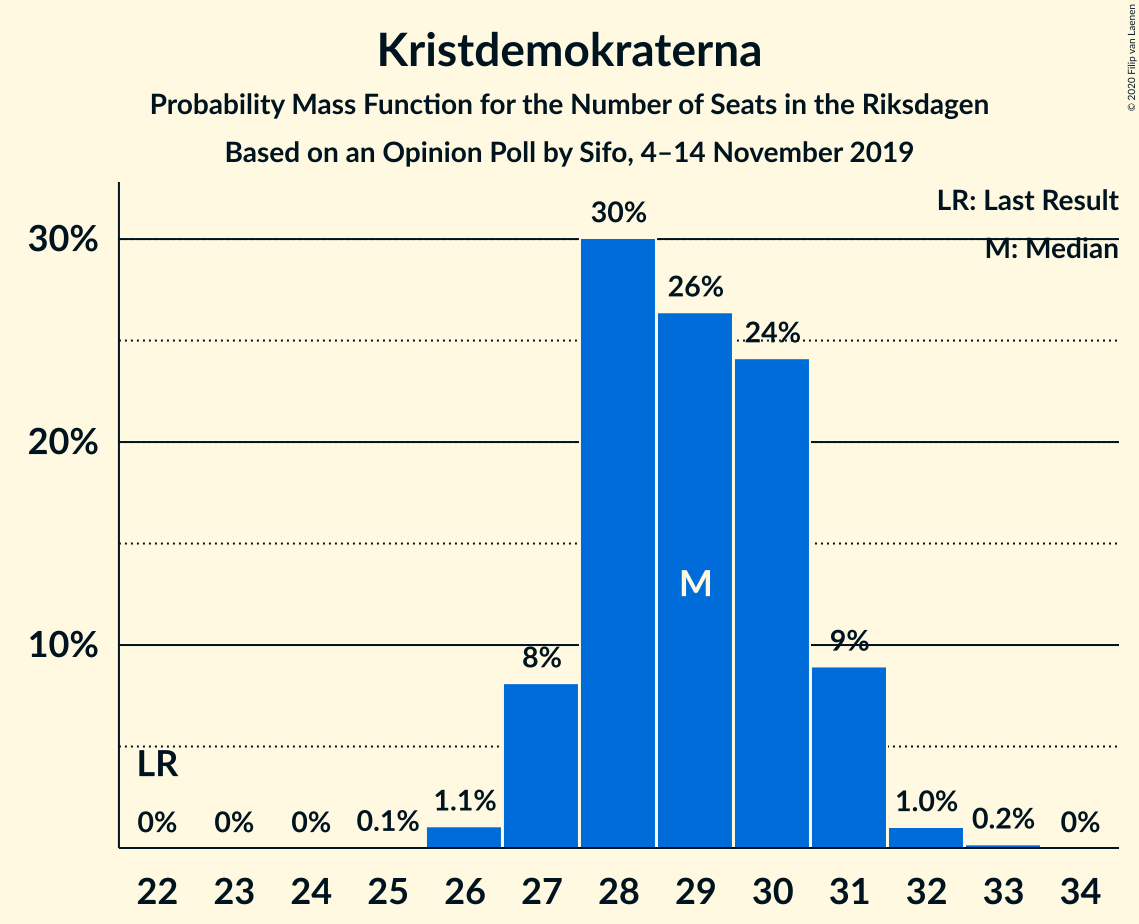 Kristdemokraterna
Probability Mass Function for the Number of Seats in the Riksdagen
Based on an Opinion Poll by Sifo, 4–14 November 2019
© 2020 Filip van Laenen
LR: Last Result
M: Median
30%
20%
10%
LR
0%
0%
0%
0.1%
1.1%
8%
30%
26%
24%
9%
1.0%
0.2%
0%
M
22 23 24 25 26 27 28 29 30 31 32 33 34